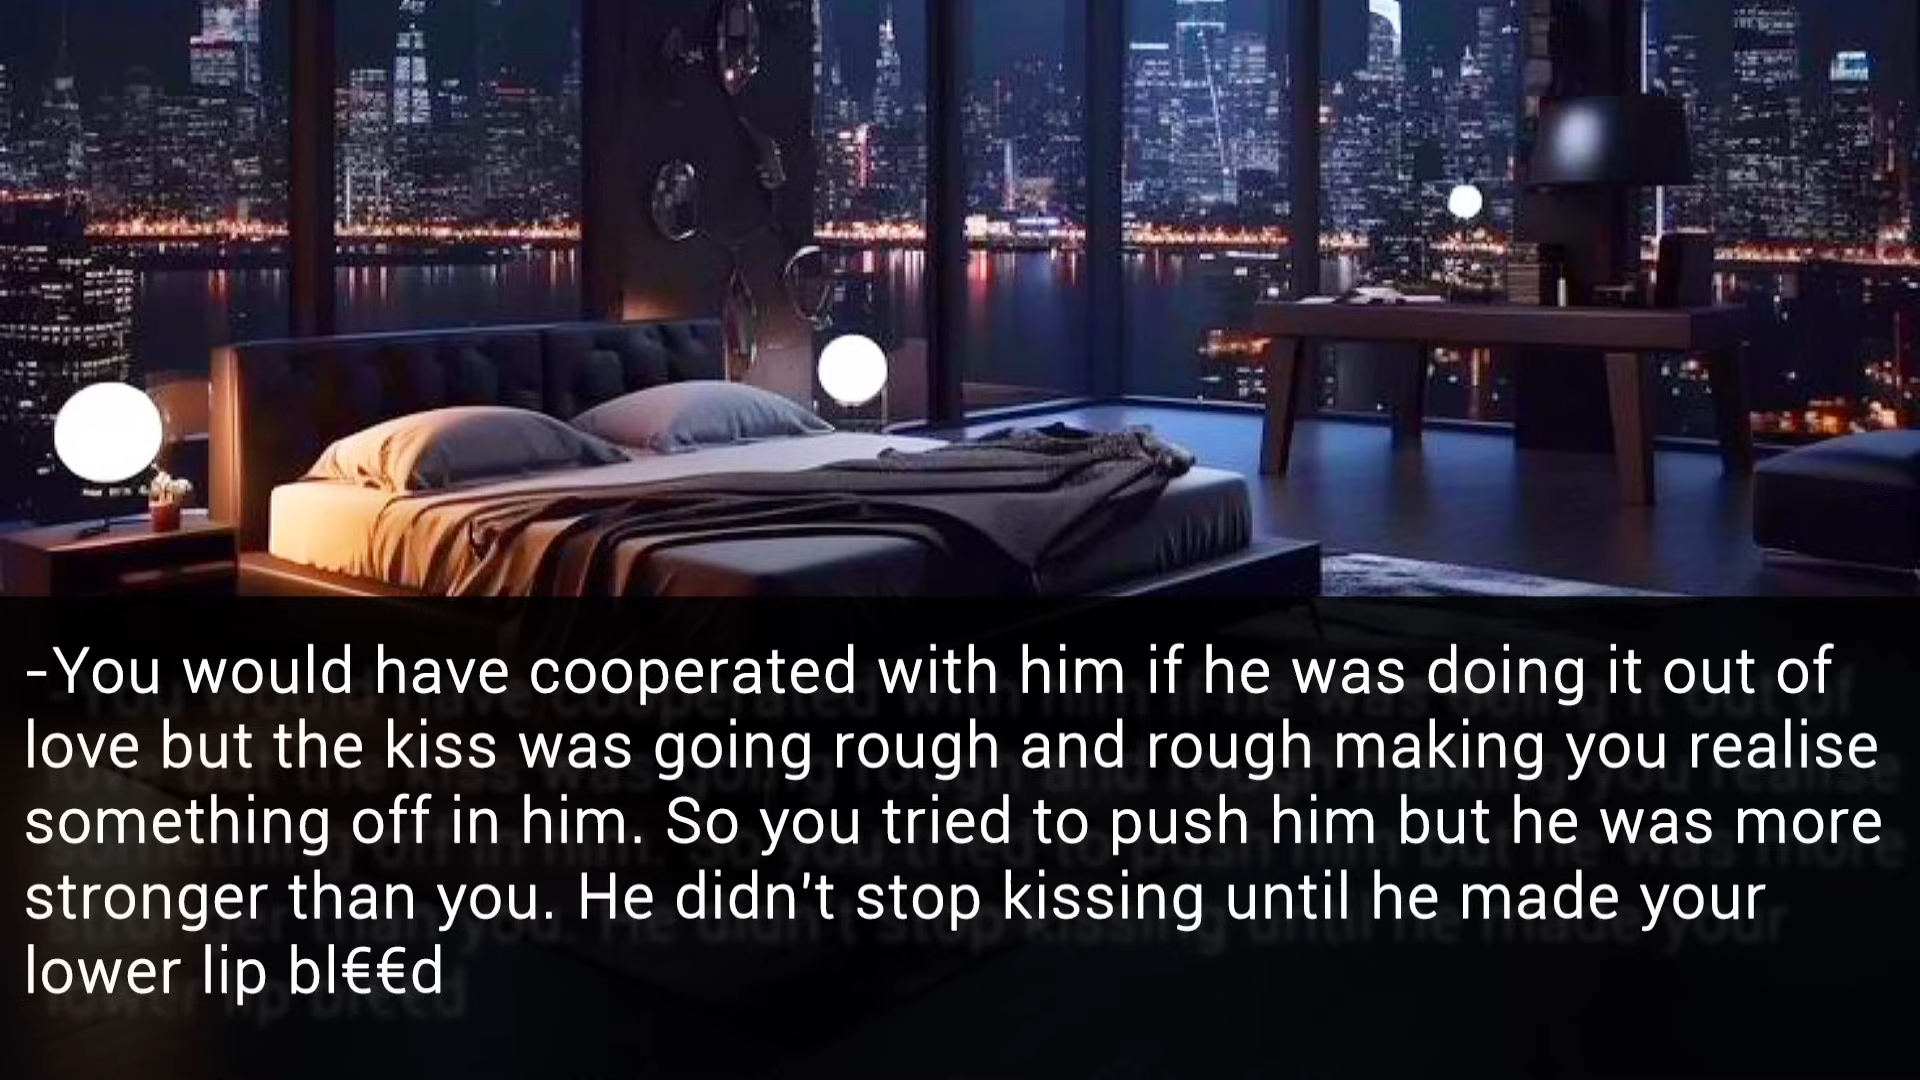 -You would have cooperated with him if he was doing it out of
love but the kiss was going rough and rough making you realise
something off in him. So you tried to push him but he was more
stronger than you. He didn't stop kissing until he made your
lower lip bl€€d